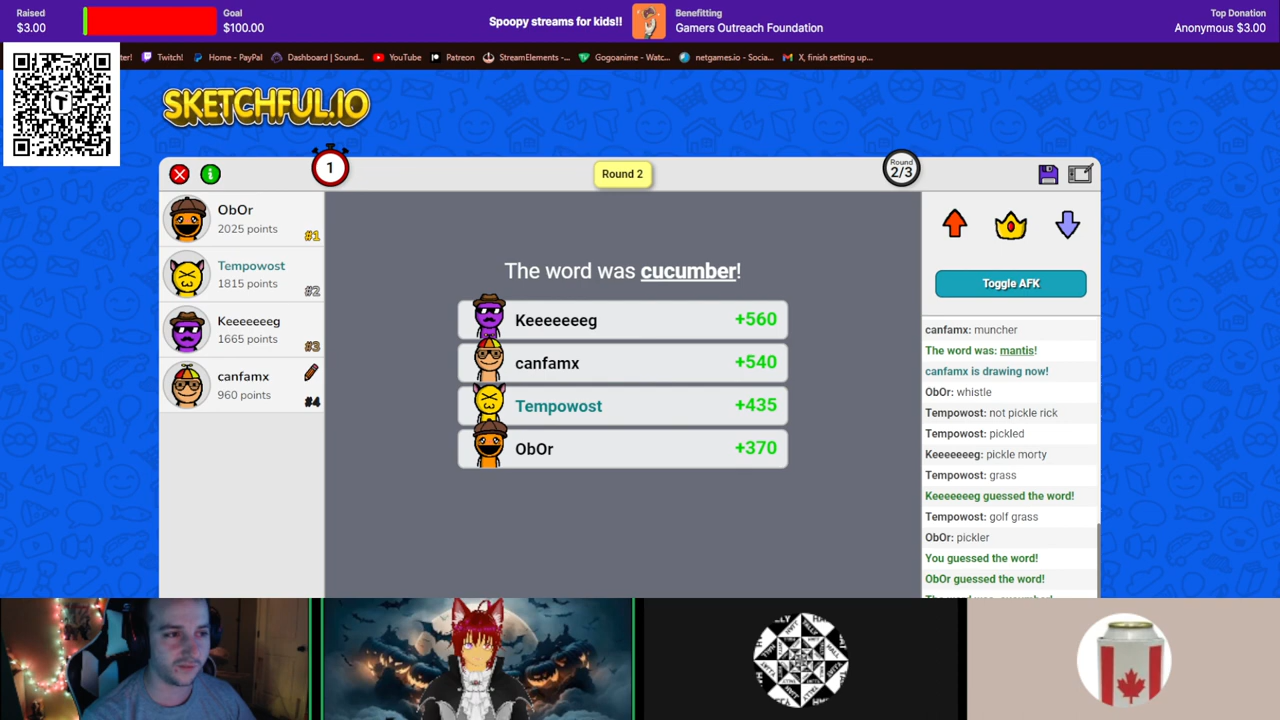 Raised
$3.00
Goal
$100.00
Spoopy streams for kids!!
Benefitting
Gamers Outreach Foundation
Top Donation
Anonymous $3.00
ter!
Twitch!
Home - PayPal
Dashboard | Sound...
YouTube
Patreon
StreamElements -...
Gogoanime - Watc...
netgames.io - Socia...
X, finish setting up...
SKETCHFUL.IO
1
Round 2
Round
2/3
ObOr
2025 points
#1
Tempowost
1815 points
#2
Keeeeeeeg
1665 points
#3
canfamx
960 points
#4
The word was cucumber!
Keeeeeeeg +560
canfamx +540
Tempowost +435
ObOr +370
Toggle AFK
canfamx: muncher
The word was: mantis!
canfamx is drawing now!
ObOr: whistle
Tempowost: not pickle rick
Tempowost: pickled
Keeeeeeeg: pickle morty
Tempowost: grass
Keeeeeeeg guessed the word!
Tempowost: golf grass
ObOr: pickler
You guessed the word!
ObOr guessed the word!
The word was: cucumber!